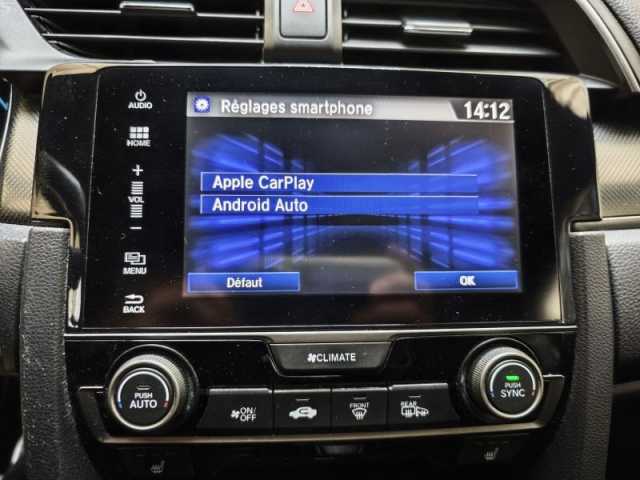 AUDIO
Réglages smartphone 14:12
HOME
+
VOL
-
Apple CarPlay
Android Auto
MENU
BACK
Défaut OK
CLIMATE
PUSH
AUTO
ON/
OFF
FRONT
REAR
PUSH
SYNC